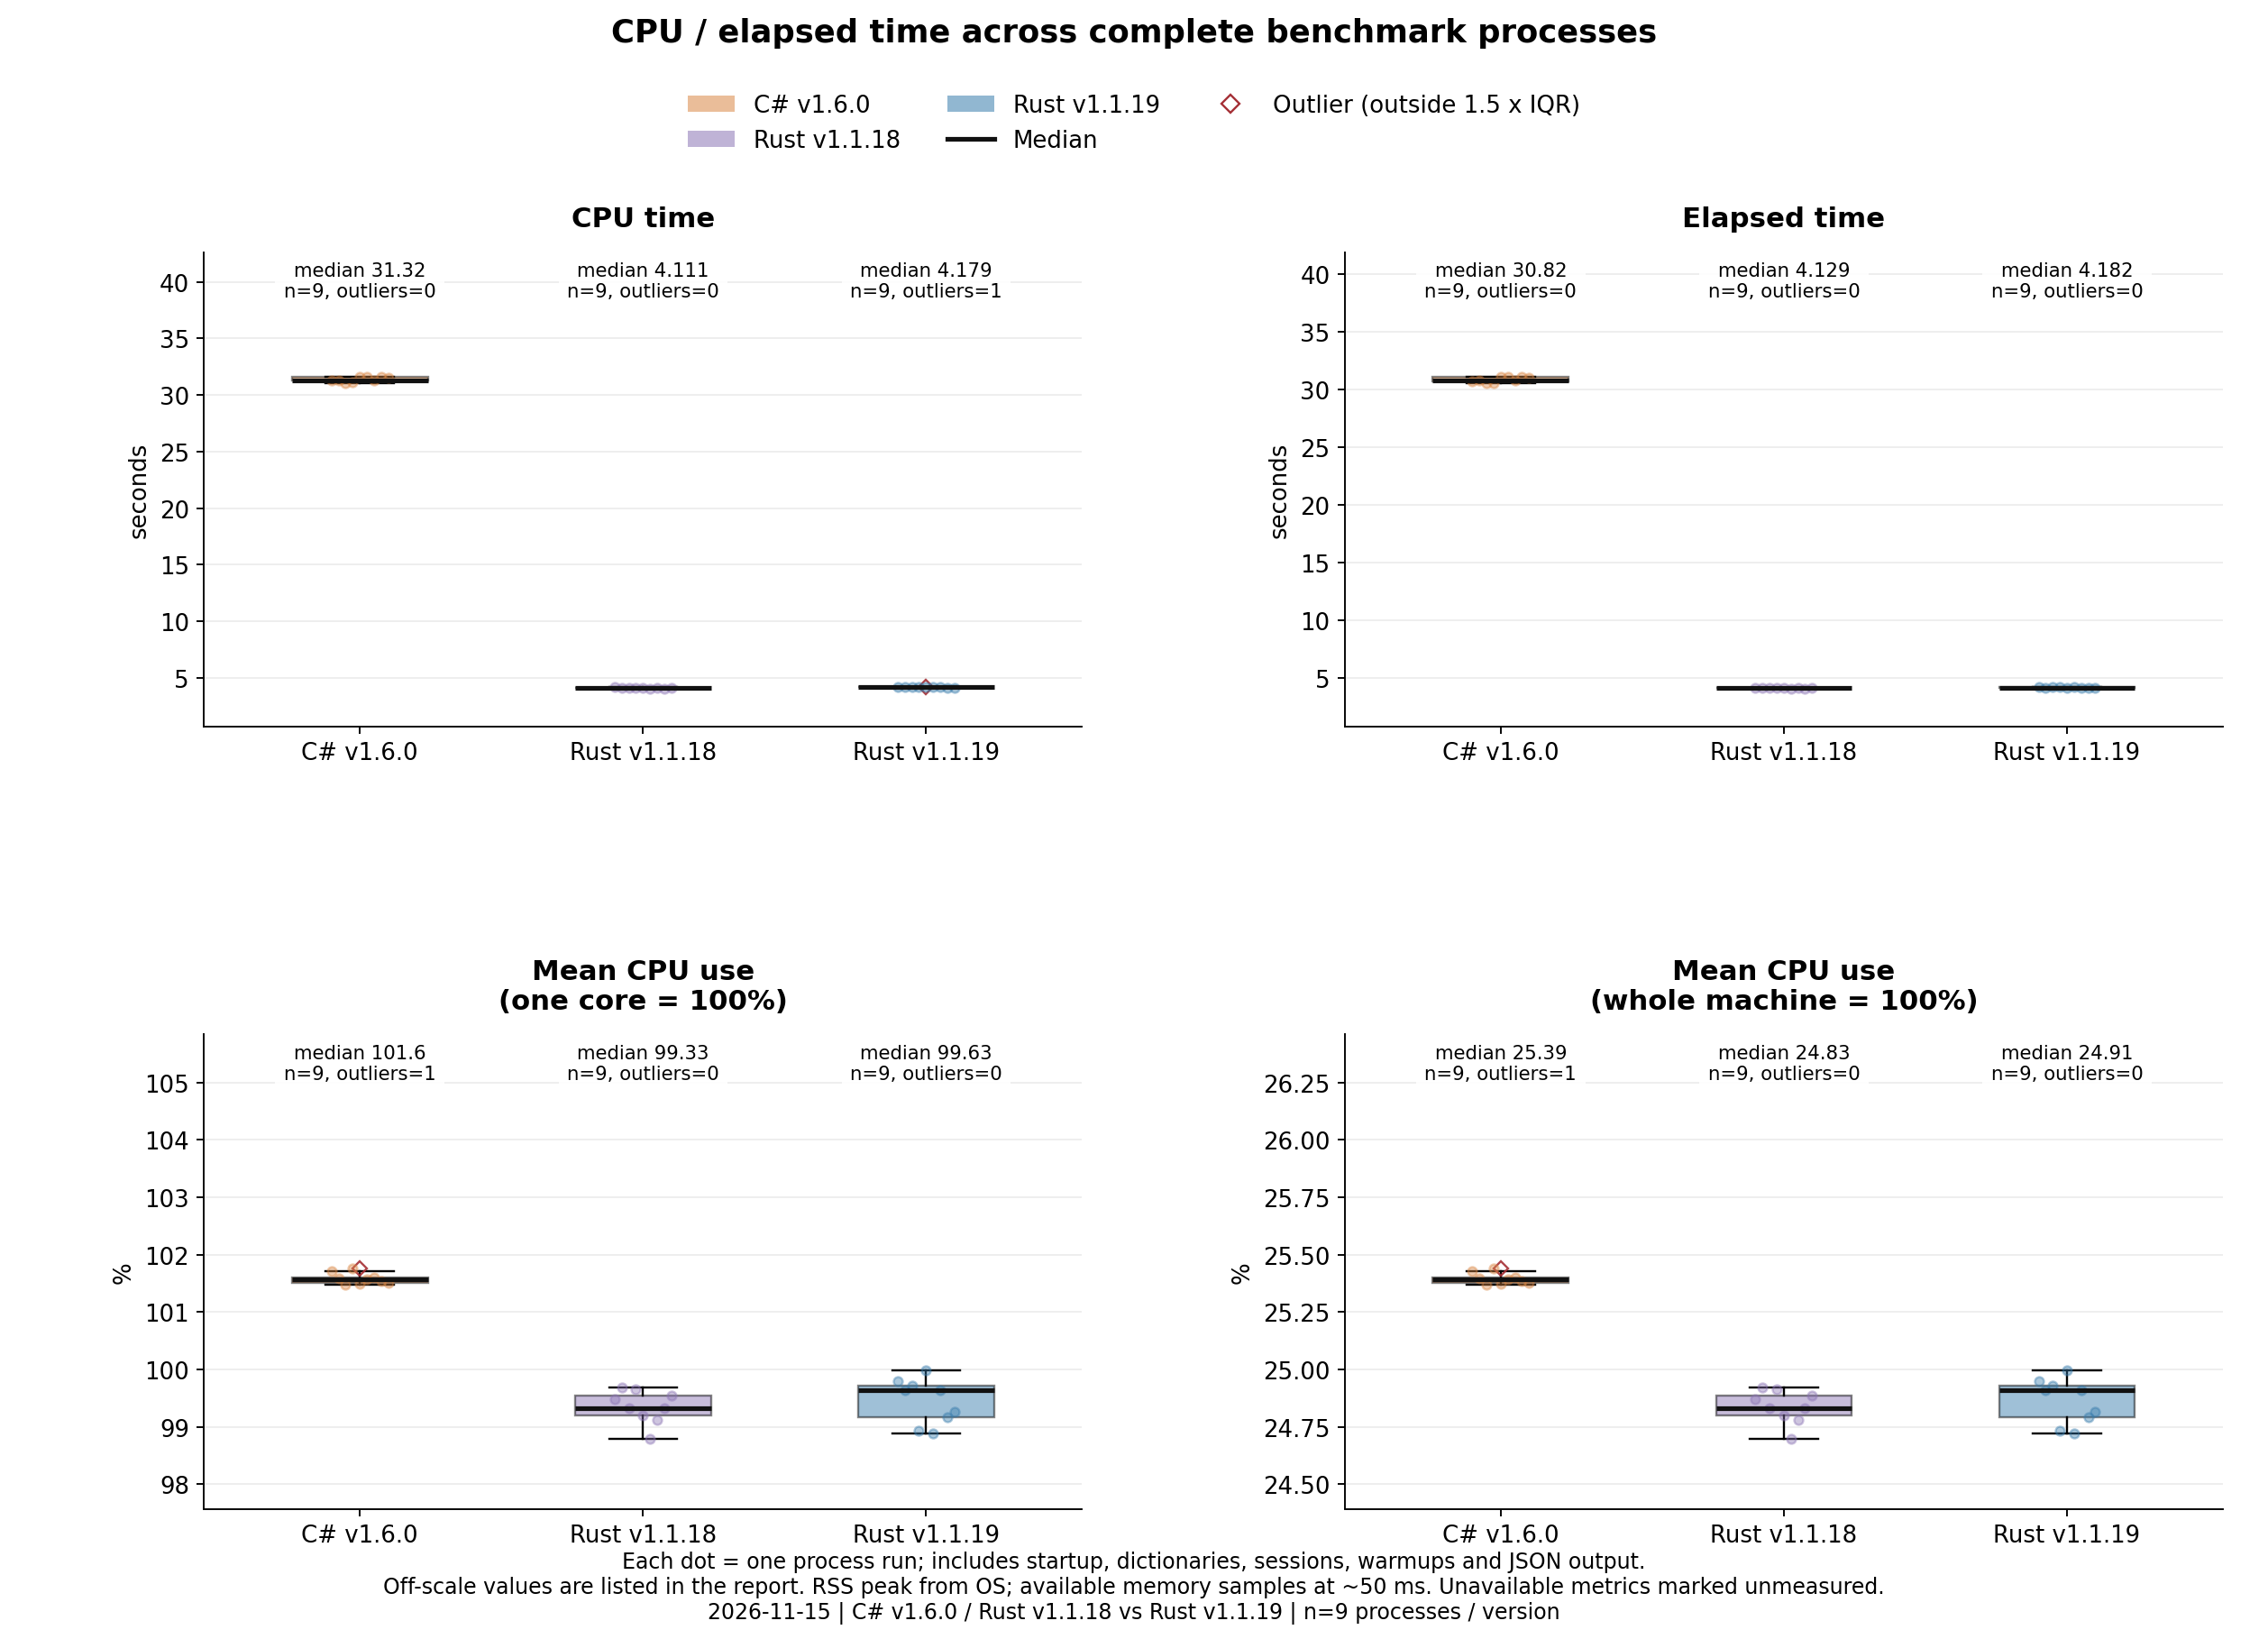 CPU / elapsed time across complete benchmark processes
C# v1.6.0
Rust v1.1.18
Rust v1.1.19
Median
Outlier (outside 1.5 x IQR)
CPU time
median 31.32
n=9, outliers=0
median 4.111
n=9, outliers=0
median 4.179
n=9, outliers=1
40
35
30
25
20
15
10
5
seconds
C# v1.6.0
Rust v1.1.18
Rust v1.1.19
Elapsed time
median 30.82
n=9, outliers=0
median 4.129
n=9, outliers=0
median 4.182
n=9, outliers=0
40
35
30
25
20
15
10
5
seconds
C# v1.6.0
Rust v1.1.18
Rust v1.1.19
Mean CPU use
(one core = 100%)
median 101.6
n=9, outliers=1
median 99.33
n=9, outliers=0
median 99.63
n=9, outliers=0
105
104
103
102
101
100
99
98
%
C# v1.6.0
Rust v1.1.18
Rust v1.1.19
Mean CPU use
(whole machine = 100%)
median 25.39
n=9, outliers=1
median 24.83
n=9, outliers=0
median 24.91
n=9, outliers=0
26.25
26.00
25.75
25.50
25.25
25.00
24.75
24.50
%
C# v1.6.0
Rust v1.1.18
Rust v1.1.19
Each dot = one process run; includes startup, dictionaries, sessions, warmups and JSON output.
Off-scale values are listed in the report. RSS peak from OS; available memory samples at ~50 ms. Unavailable metrics marked unmeasured.
2026-11-15 | C# v1.6.0 / Rust v1.1.18 vs Rust v1.1.19 | n=9 processes / version